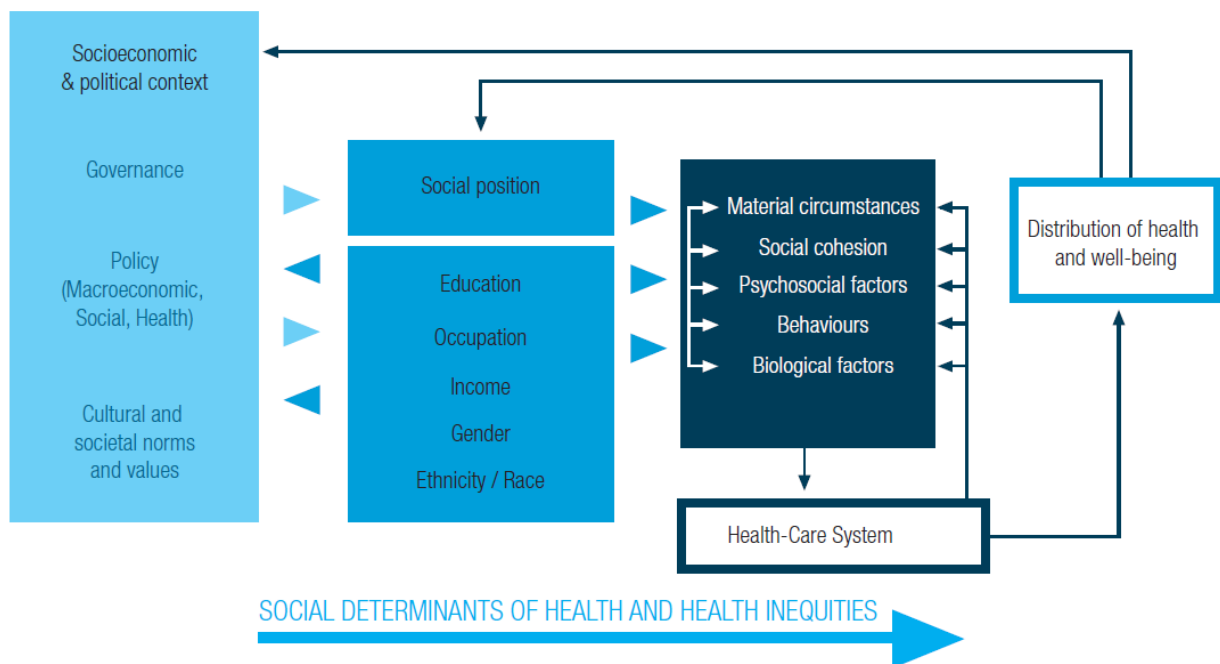 Socioeconomic
& political context
Governance
Policy
(Macroeconomic,
Social, Health)
Cultural and
societal norms
and values
Social position
Education
Occupation
Income
Gender
Ethnicity / Race
Material circumstances
Social cohesion
Psychosocial factors
Behaviours
Biological factors
Health-Care System
Distribution of health
and well-being
SOCIAL DETERMINANTS OF HEALTH AND HEALTH INEQUITIES